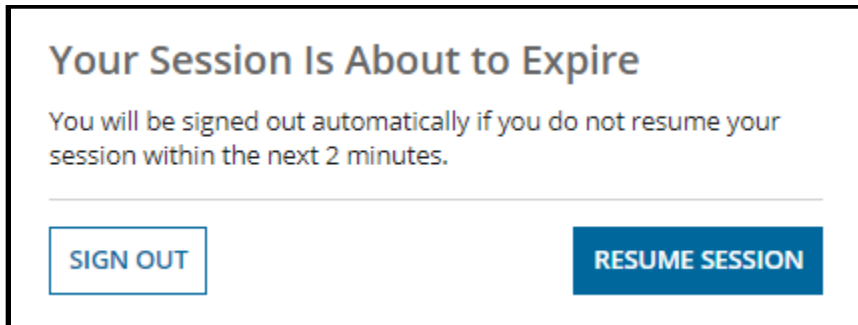 Your Session Is About to Expire
You will be signed out automatically if you do not resume your
session within the next 2 minutes.
SIGN OUT
RESUME SESSION